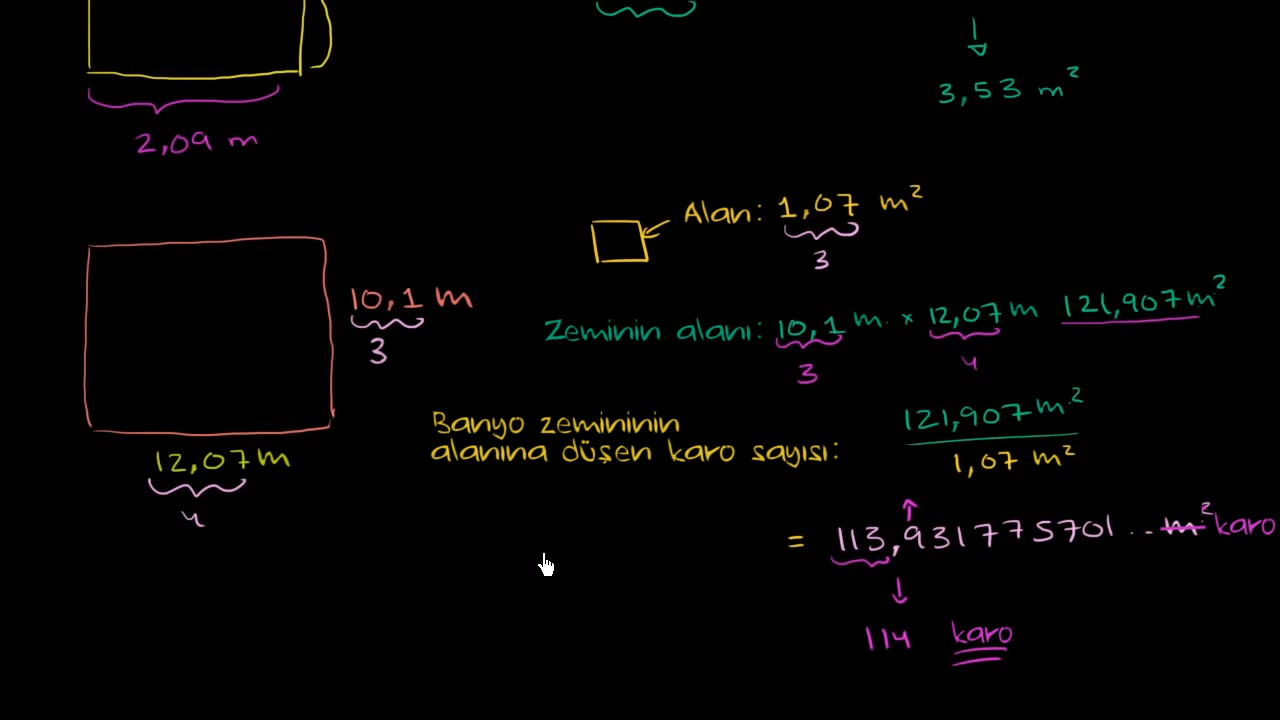 3,53 m²
2,09 m
Alan: 1,07 m²
3
10,1 m
3
Zeminin alanı: 10,1 m. × 12,07 m 121,907 m²
3
4
Banyo zemininin
alanına düşen karo sayısı:
121,907 m²
1,07 m²
12,07 m
4
= 113,931775701... m² karo
114 karo